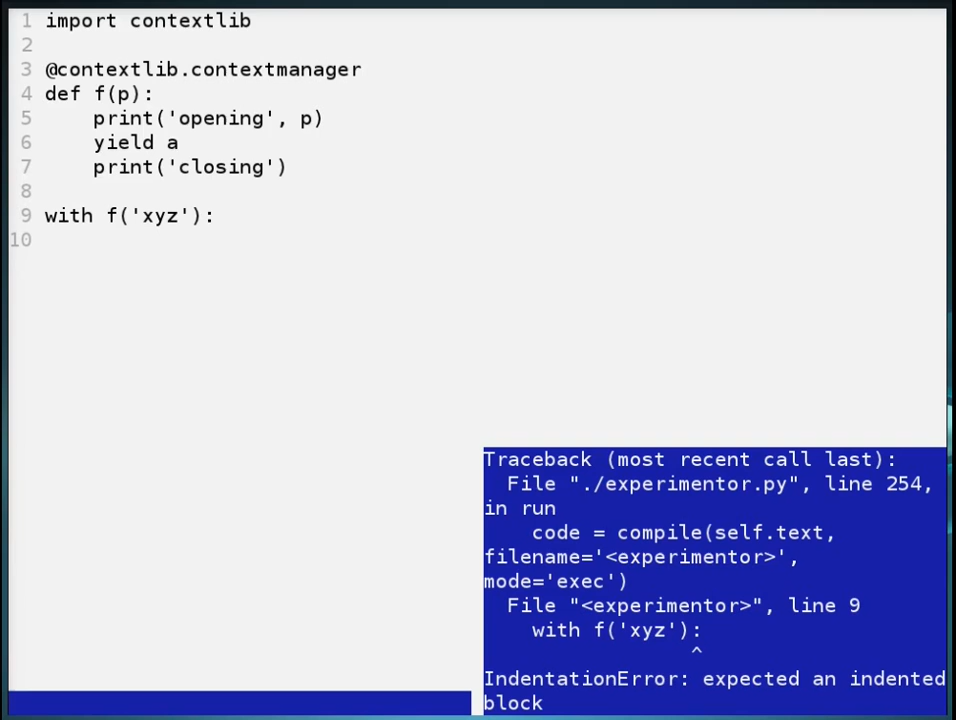 1 import contextlib
2
3 @contextlib.contextmanager
4 def f(p):
5     print('opening', p)
6     yield a
7     print('closing')
8
9 with f('xyz'):
10
Traceback (most recent call last):
  File "./experimentor.py", line 254,
in run
    code = compile(self.text,
filename='<experimentor>',
mode='exec')
  File "<experimentor>", line 9
    with f('xyz'):
                 ^
IndentationError: expected an indented
block